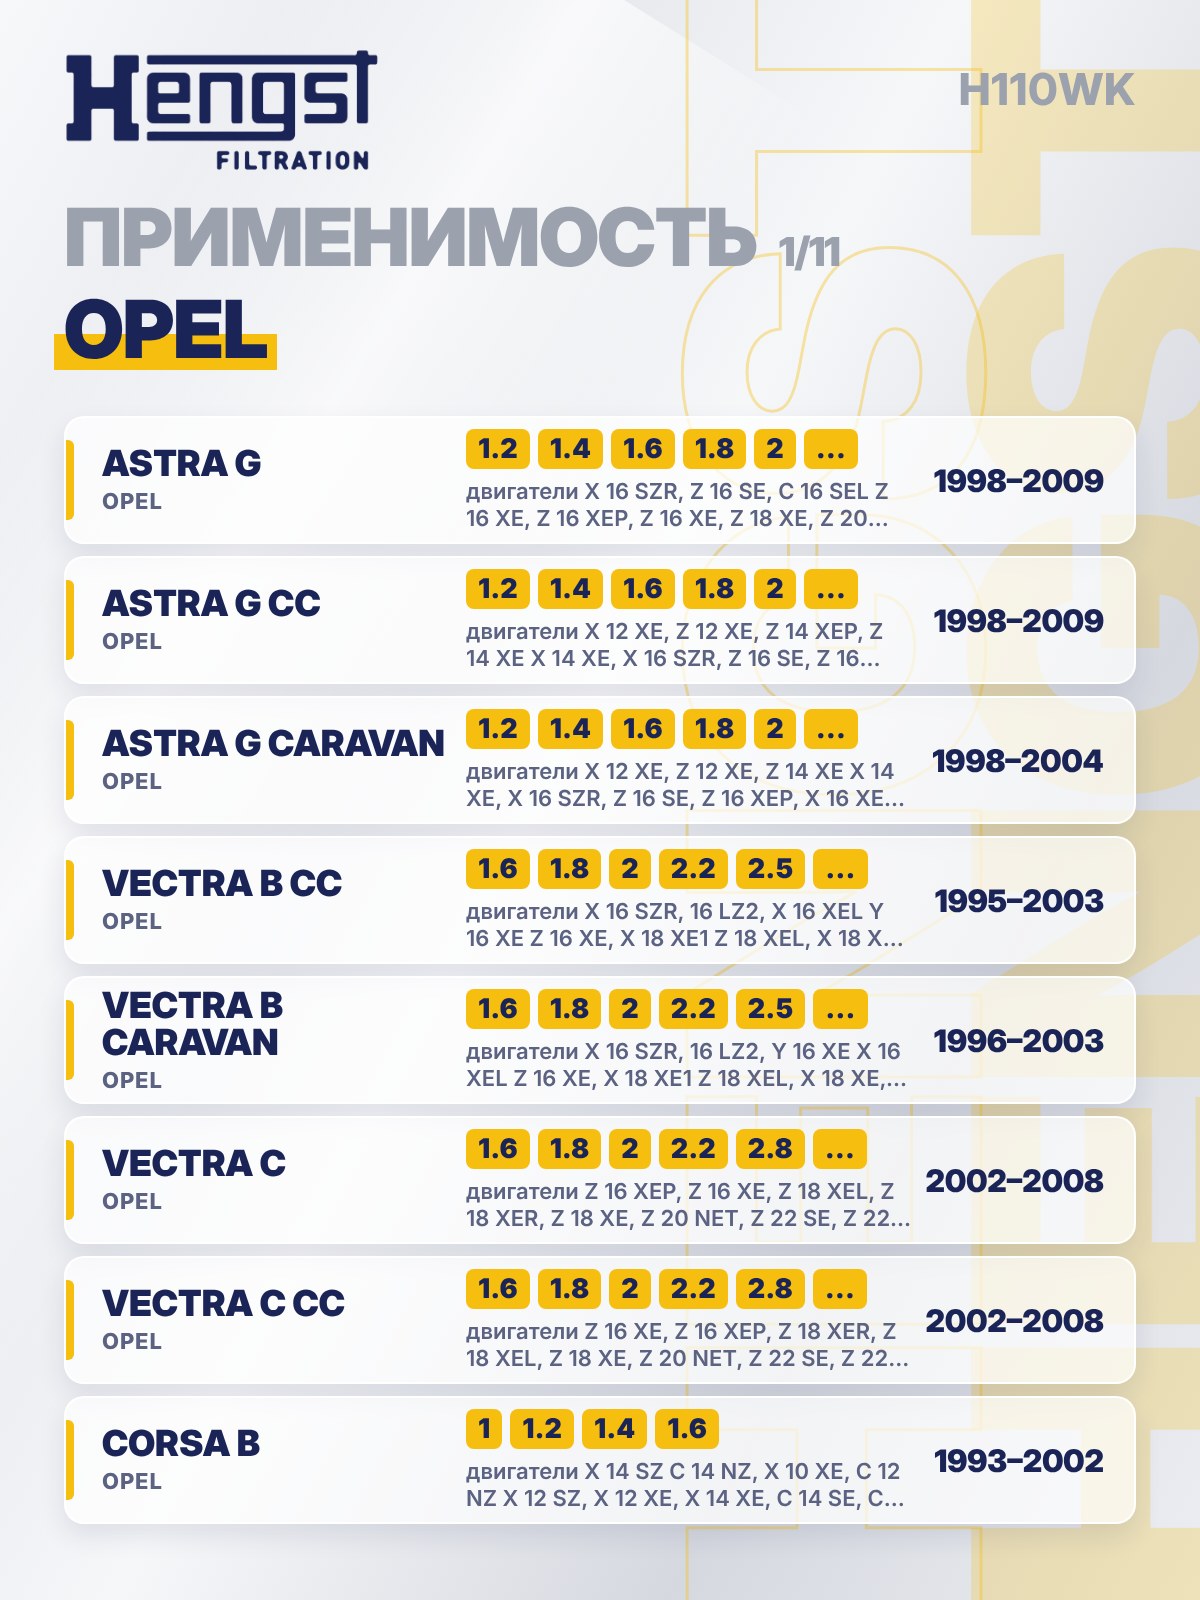 Hengst
FILTRATION
H110WK
ПРИМЕНИМОСТЬ 1/11
OPEL
ASTRA G
OPEL
1.2 1.4 1.6 1.8 2 ...
двигатели X 16 SZR, Z 16 SE, C 16 SEL Z
16 XE, Z 16 XEP, Z 16 XE, Z 18 XE, Z 20...
1998–2009
ASTRA G CC
OPEL
1.2 1.4 1.6 1.8 2 ...
двигатели X 12 XE, Z 12 XE, Z 14 XEP, Z
14 XE X 14 XE, X 16 SZR, Z 16 SE, Z 16...
1998–2009
ASTRA G CARAVAN
OPEL
1.2 1.4 1.6 1.8 2 ...
двигатели X 12 XE, Z 12 XE, Z 14 XE X 14
XE, X 16 SZR, Z 16 SE, Z 16 XEP, X 16 XE...
1998–2004
VECTRA B CC
OPEL
1.6 1.8 2 2.2 2.5 ...
двигатели X 16 SZR, 16 LZ2, X 16 XEL Y
16 XE Z 16 XE, X 18 XE1 Z 18 XEL, X 18 X...
1995–2003
VECTRA B
CARAVAN
OPEL
1.6 1.8 2 2.2 2.5 ...
двигатели X 16 SZR, 16 LZ2, Y 16 XE X 16
XEL Z 16 XE, X 18 XE1 Z 18 XEL, X 18 XE,...
1996–2003
VECTRA C
OPEL
1.6 1.8 2 2.2 2.8 ...
двигатели Z 16 XEP, Z 16 XE, Z 18 XEL, Z
18 XER, Z 18 XE, Z 20 NET, Z 22 SE, Z 22...
2002–2008
VECTRA C CC
OPEL
1.6 1.8 2 2.2 2.8 ...
двигатели Z 16 XE, Z 16 XEP, Z 18 XER, Z
18 XEL, Z 18 XE, Z 20 NET, Z 22 SE, Z 22...
2002–2008
CORSA B
OPEL
1 1.2 1.4 1.6
двигатели X 14 SZ C 14 NZ, X 10 XE, C 12
NZ X 12 SZ, X 12 XE, X 14 XE, C 14 SE, C...
1993–2002
HENGST